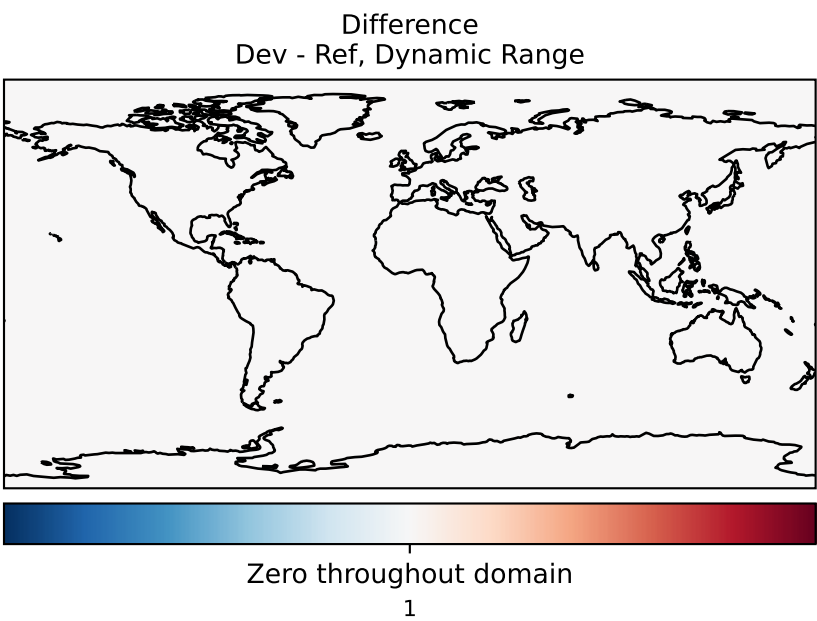 Difference
Dev - Ref, Dynamic Range
Zero throughout domain
1